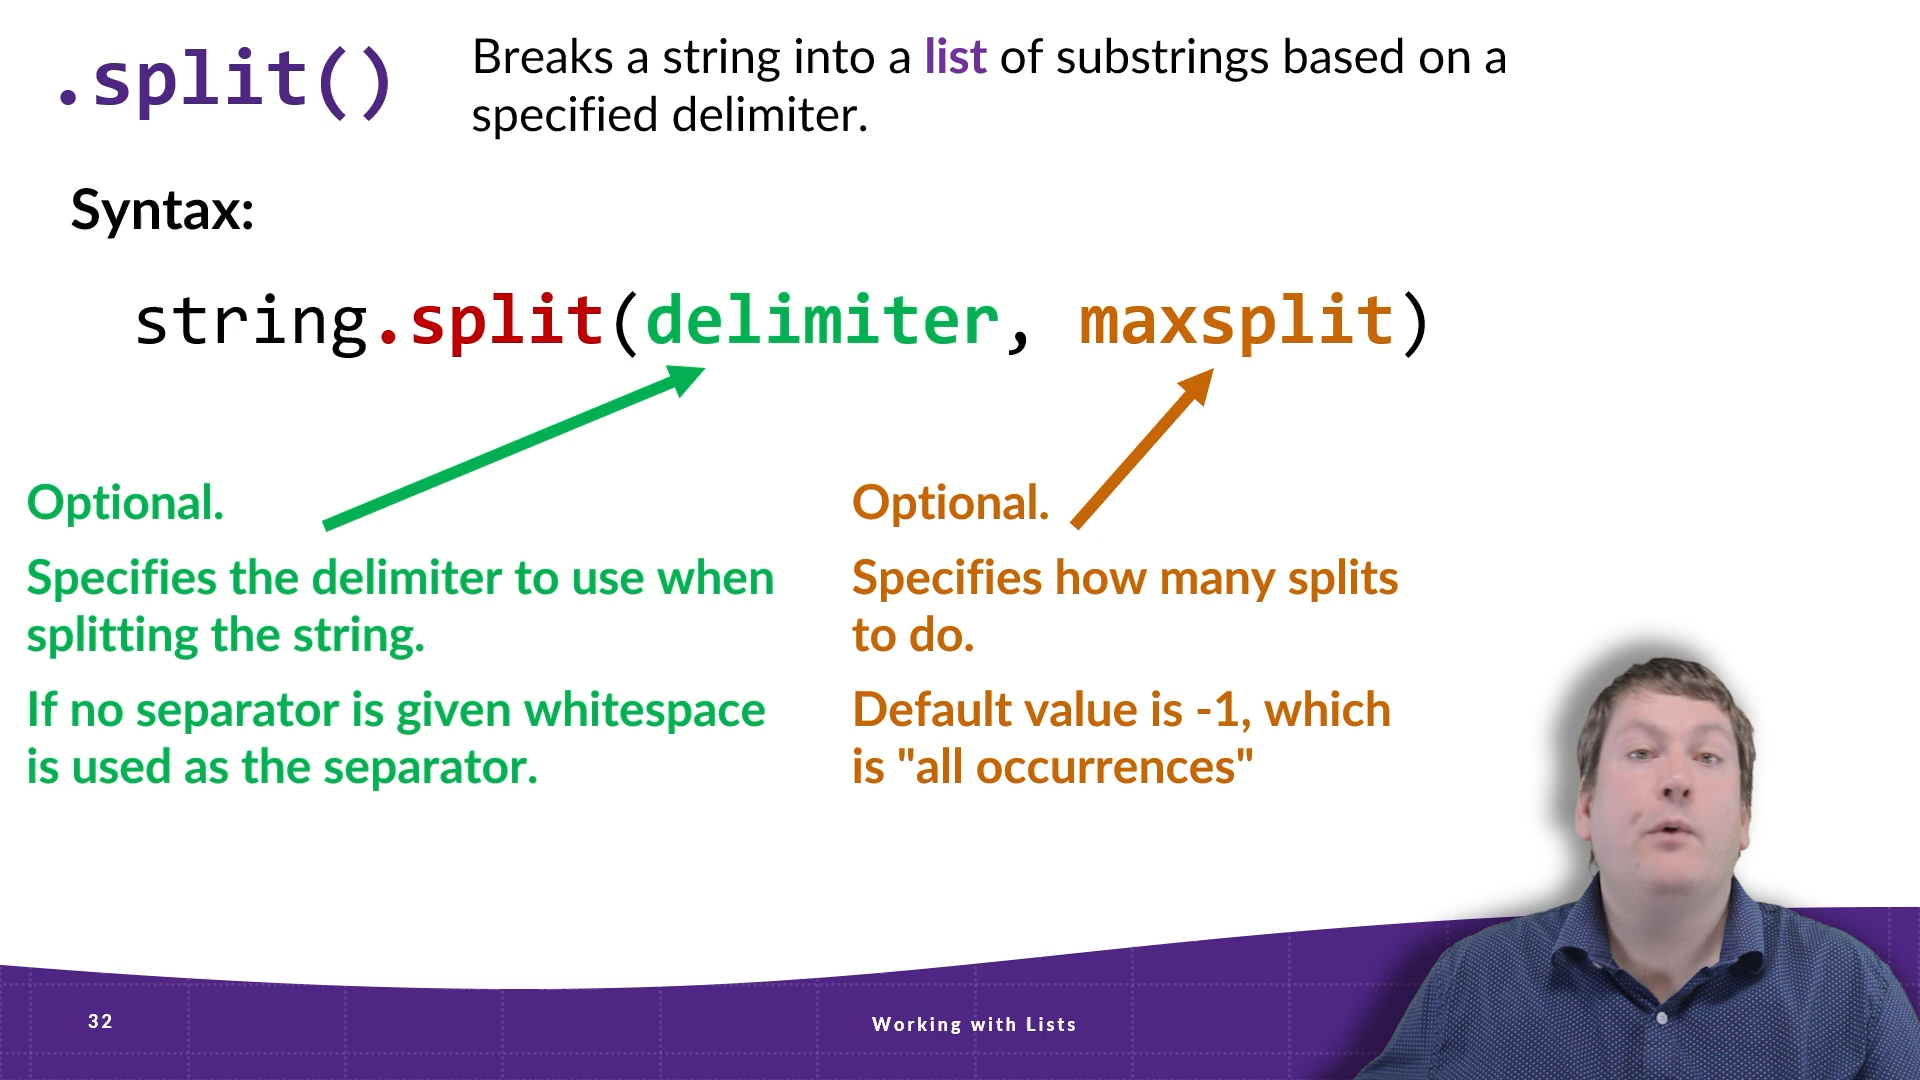 .split()
Breaks a string into a list of substrings based on a
specified delimiter.
Syntax:
string.split(delimiter, maxsplit)
Optional.
Specifies the delimiter to use when
splitting the string.
If no separator is given whitespace
is used as the separator.
Optional.
Specifies how many splits
to do.
Default value is -1, which
is "all occurrences"
32
Working with Lists